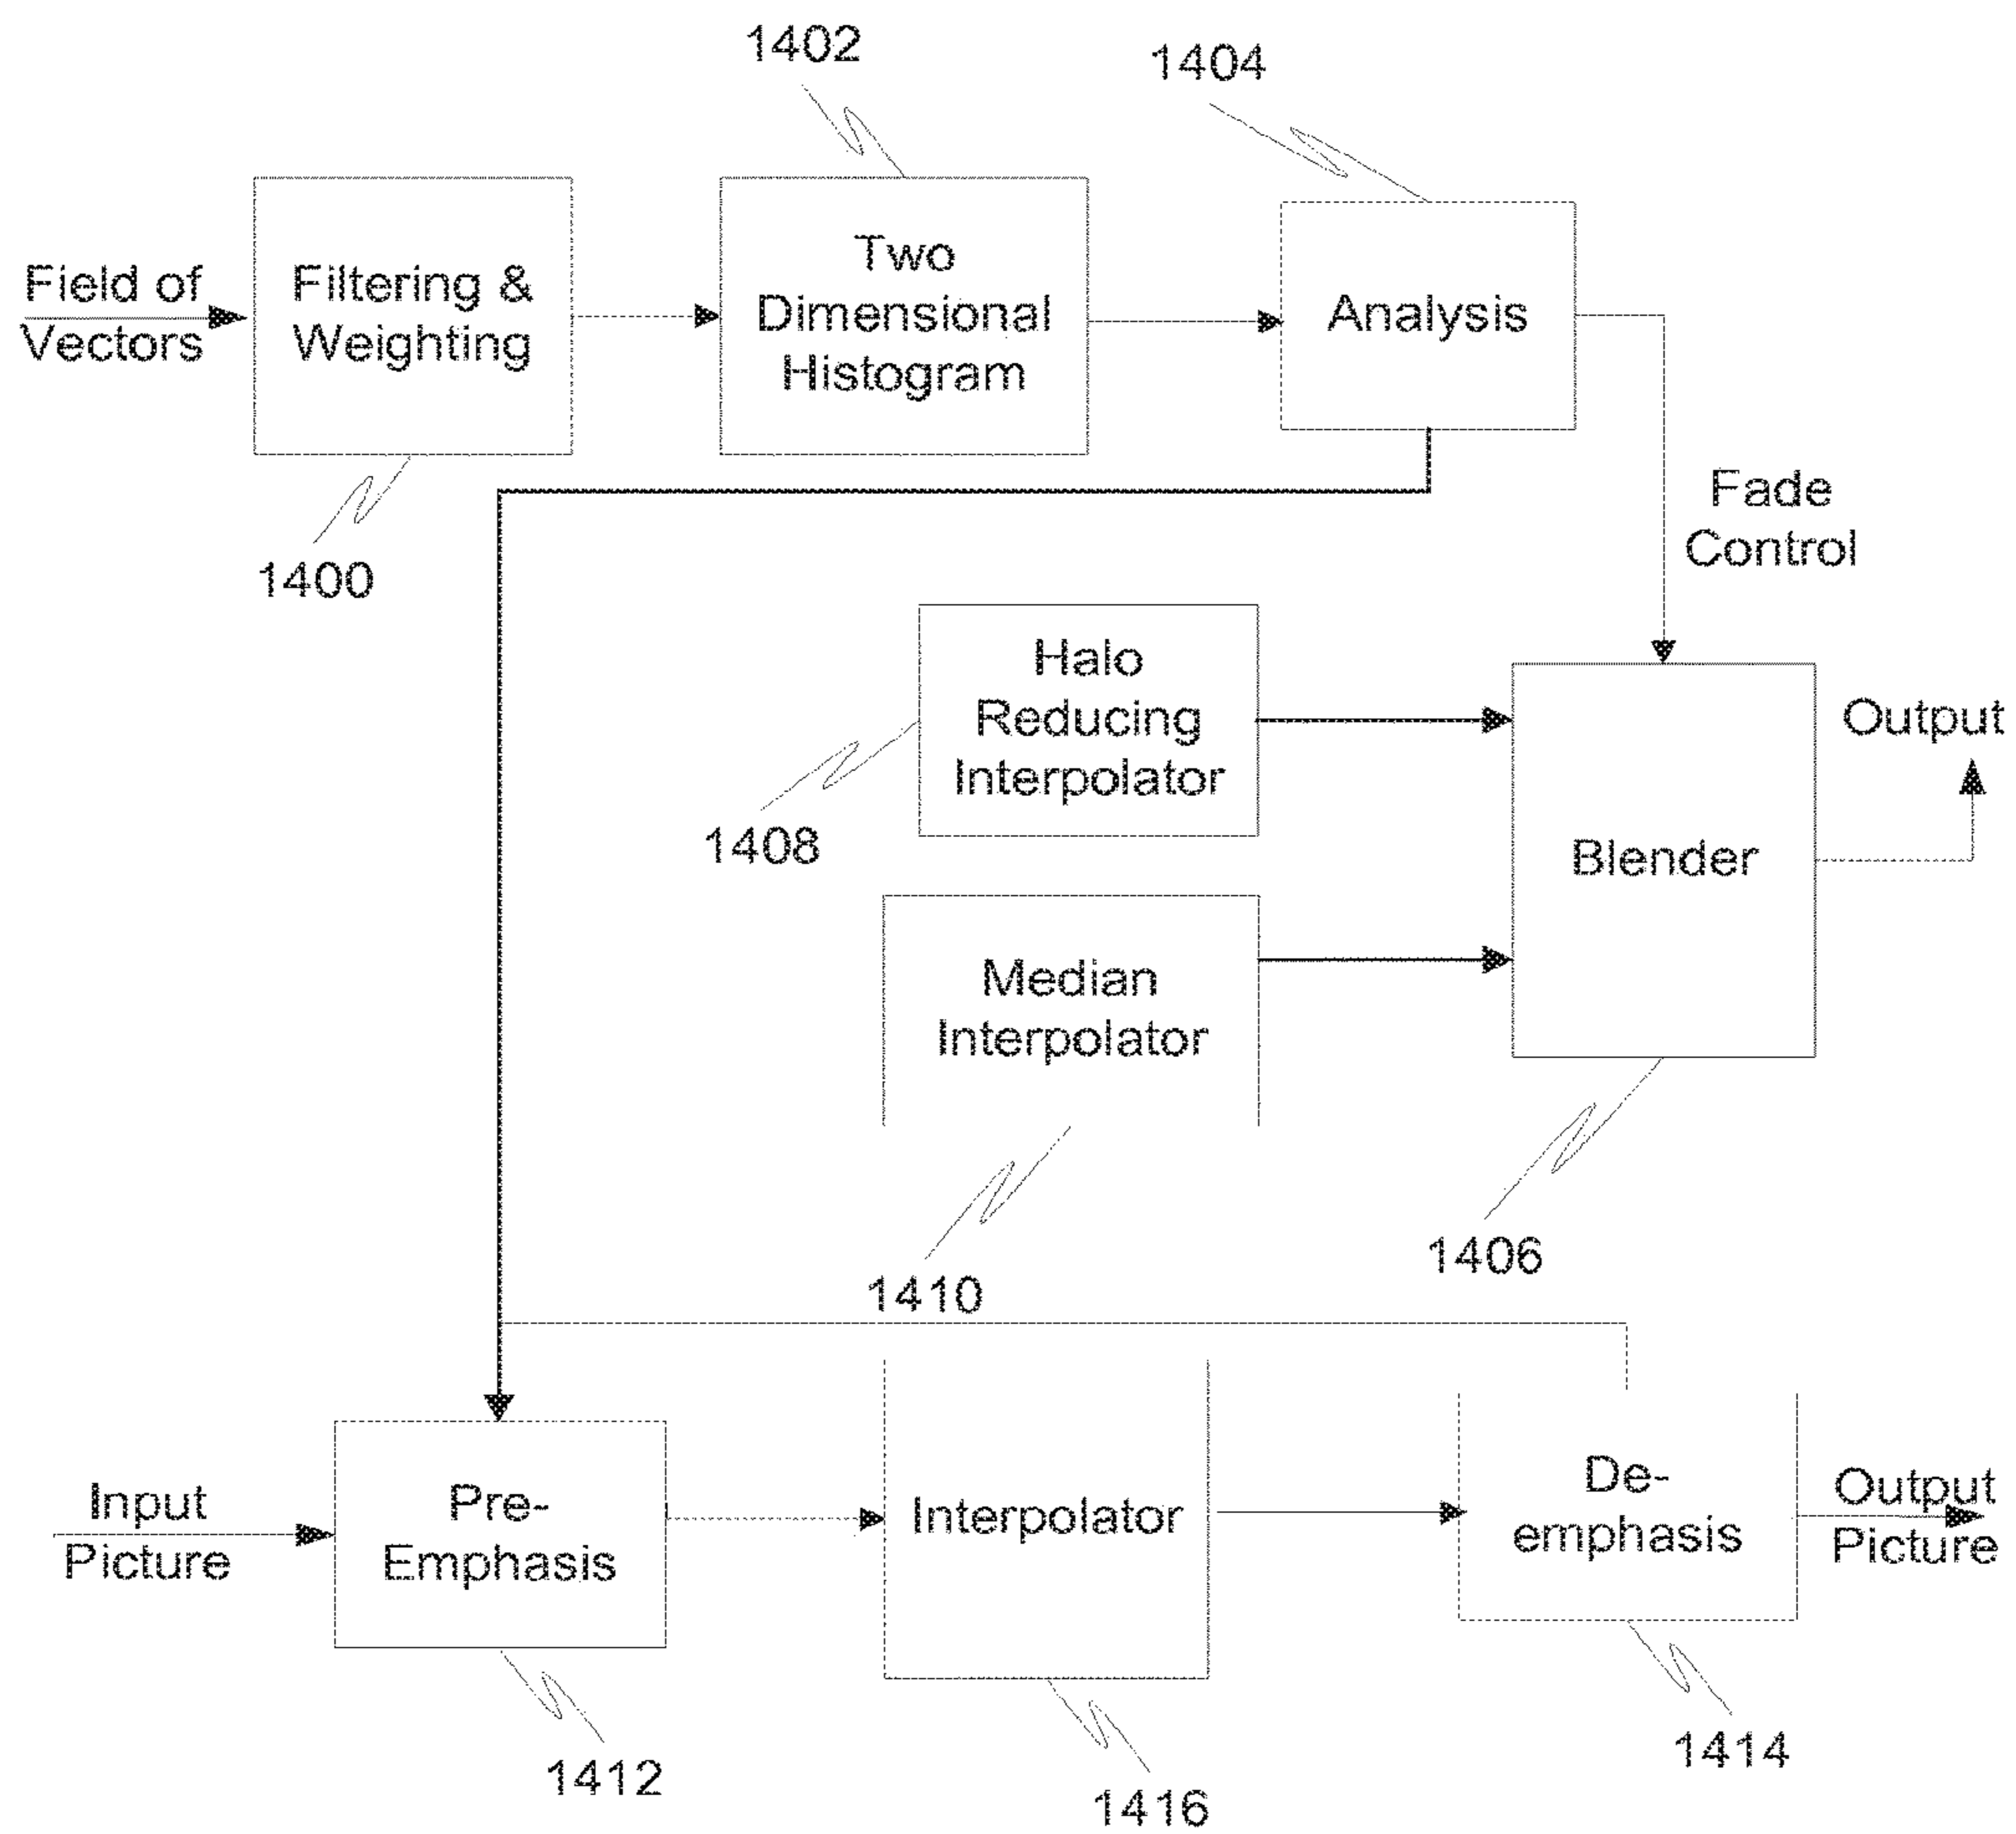 1402
1404
Field of
Vectors
Filtering &
Weighting
Two
Dimensional
Histogram
Analysis
1400
Fade
Control
Halo
Reducing
Interpolator
1408
Output
Blender
Median
Interpolator
1410
1406
Input
Picture
Pre-
Emphasis
Interpolator
De-
emphasis
Output
Picture
1412
1416
1414